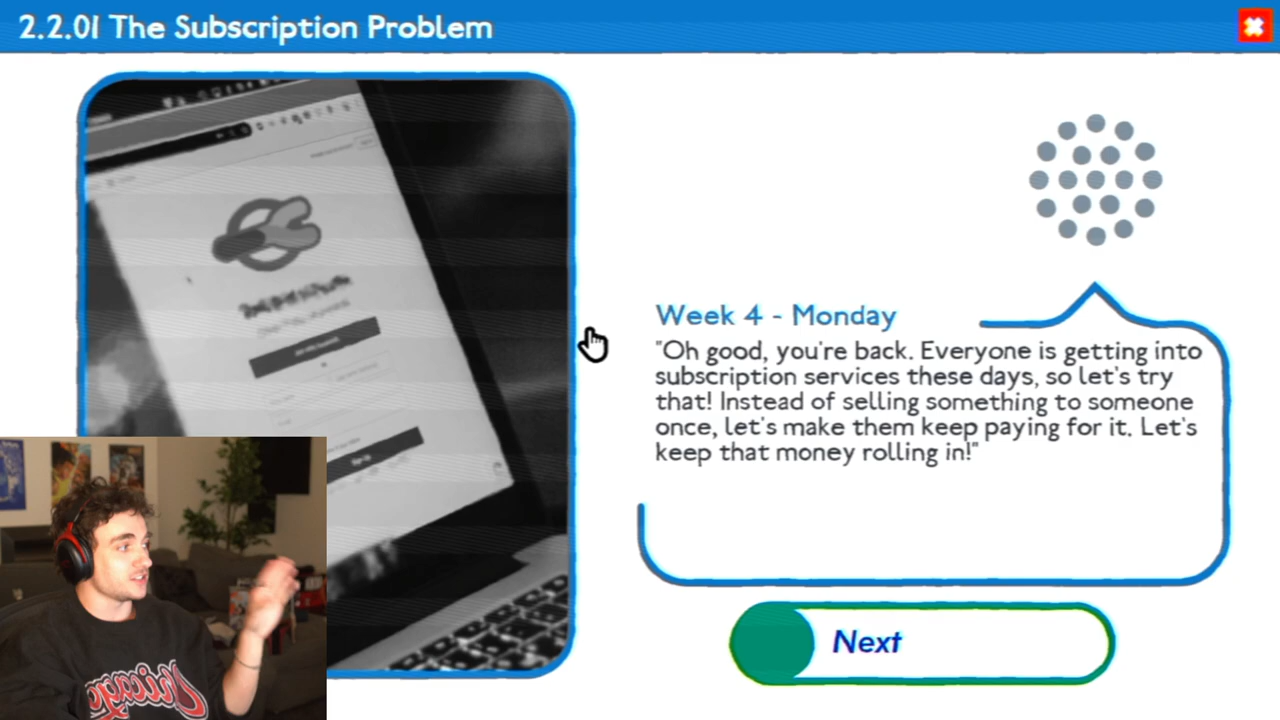 2.2.01 The Subscription Problem
Week 4 - Monday
"Oh good, you're back. Everyone is getting into
subscription services these days, so let's try
that! Instead of selling something to someone
once, let's make them keep paying for it. Let's
keep that money rolling in!"
Next
Chicago